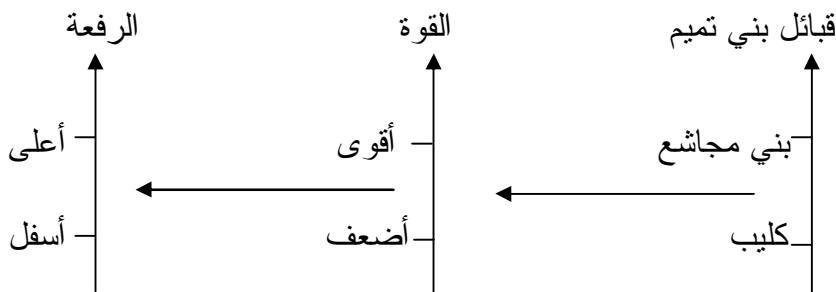 قبائل بني تميم القوة الرفعة
بني مجاشع أقوى أعلى
كليب أضعف أسفل